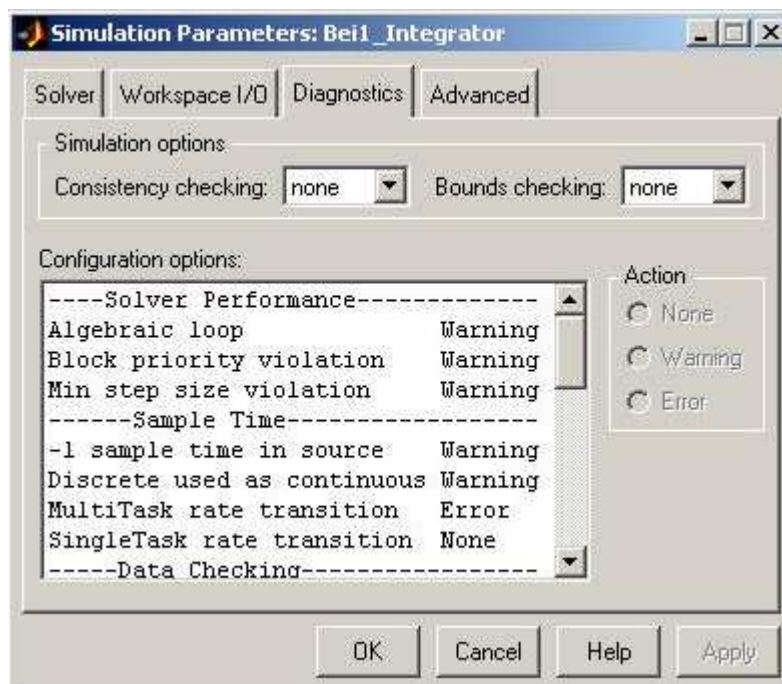 Simulation Parameters: Bei1_Integrator
Solver Workspace I/O Diagnostics Advanced
Simulation options
Consistency checking: none Bounds checking: none
Configuration options:
----Solver Performance-------------
Algebraic loop Warning
Block priority violation Warning
Min step size violation Warning
------Sample Time------------------
-1 sample time in source Warning
Discrete used as continuous Warning
MultiTask rate transition Error
SingleTask rate transition None
-----Data Checking-----------------
Action
None
Warning
Error
OK Cancel Help Apply